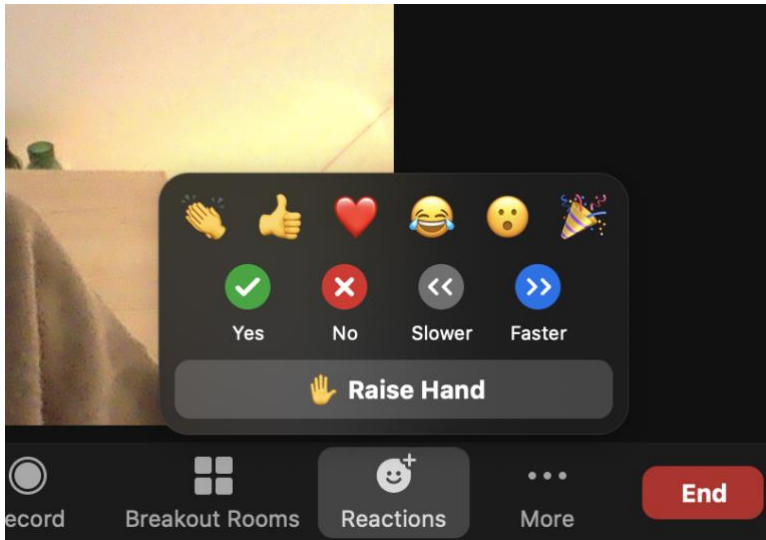 Yes No Slower Faster
Raise Hand
ecord Breakout Rooms Reactions More End